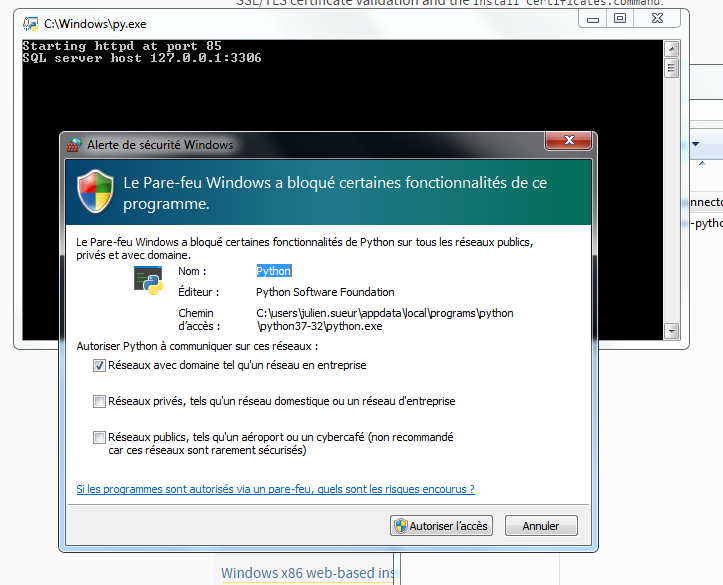 SSL/TLS certificate validation and the Install Certificates.command.
C:\Windows\py.exe
Starting httpd at port 85
SQL server host 127.0.0.1:3306
Alerte de sécurité Windows
Le Pare-feu Windows a bloqué certaines fonctionnalités de ce
programme.
Le Pare-feu Windows a bloqué certaines fonctionnalités de Python sur tous les réseaux publics,
privés et avec domaine.
Nom : Python
Éditeur : Python Software Foundation
Chemin C:\users\julien.sueur\appdata\local\programs\python
d'accès : \python37-32\python.exe
Autoriser Python à communiquer sur ces réseaux :
Réseaux avec domaine tel qu'un réseau en entreprise
Réseaux privés, tels qu'un réseau domestique ou un réseau d'entreprise
Réseaux publics, tels qu'un aéroport ou un cybercafé (non recommandé
car ces réseaux sont rarement sécurisés)
Si les programmes sont autorisés via un pare-feu, quels sont les risques encourus ?
Autoriser l'accès Annuler
nnecto
-pytho
Windows x86 web-based ins